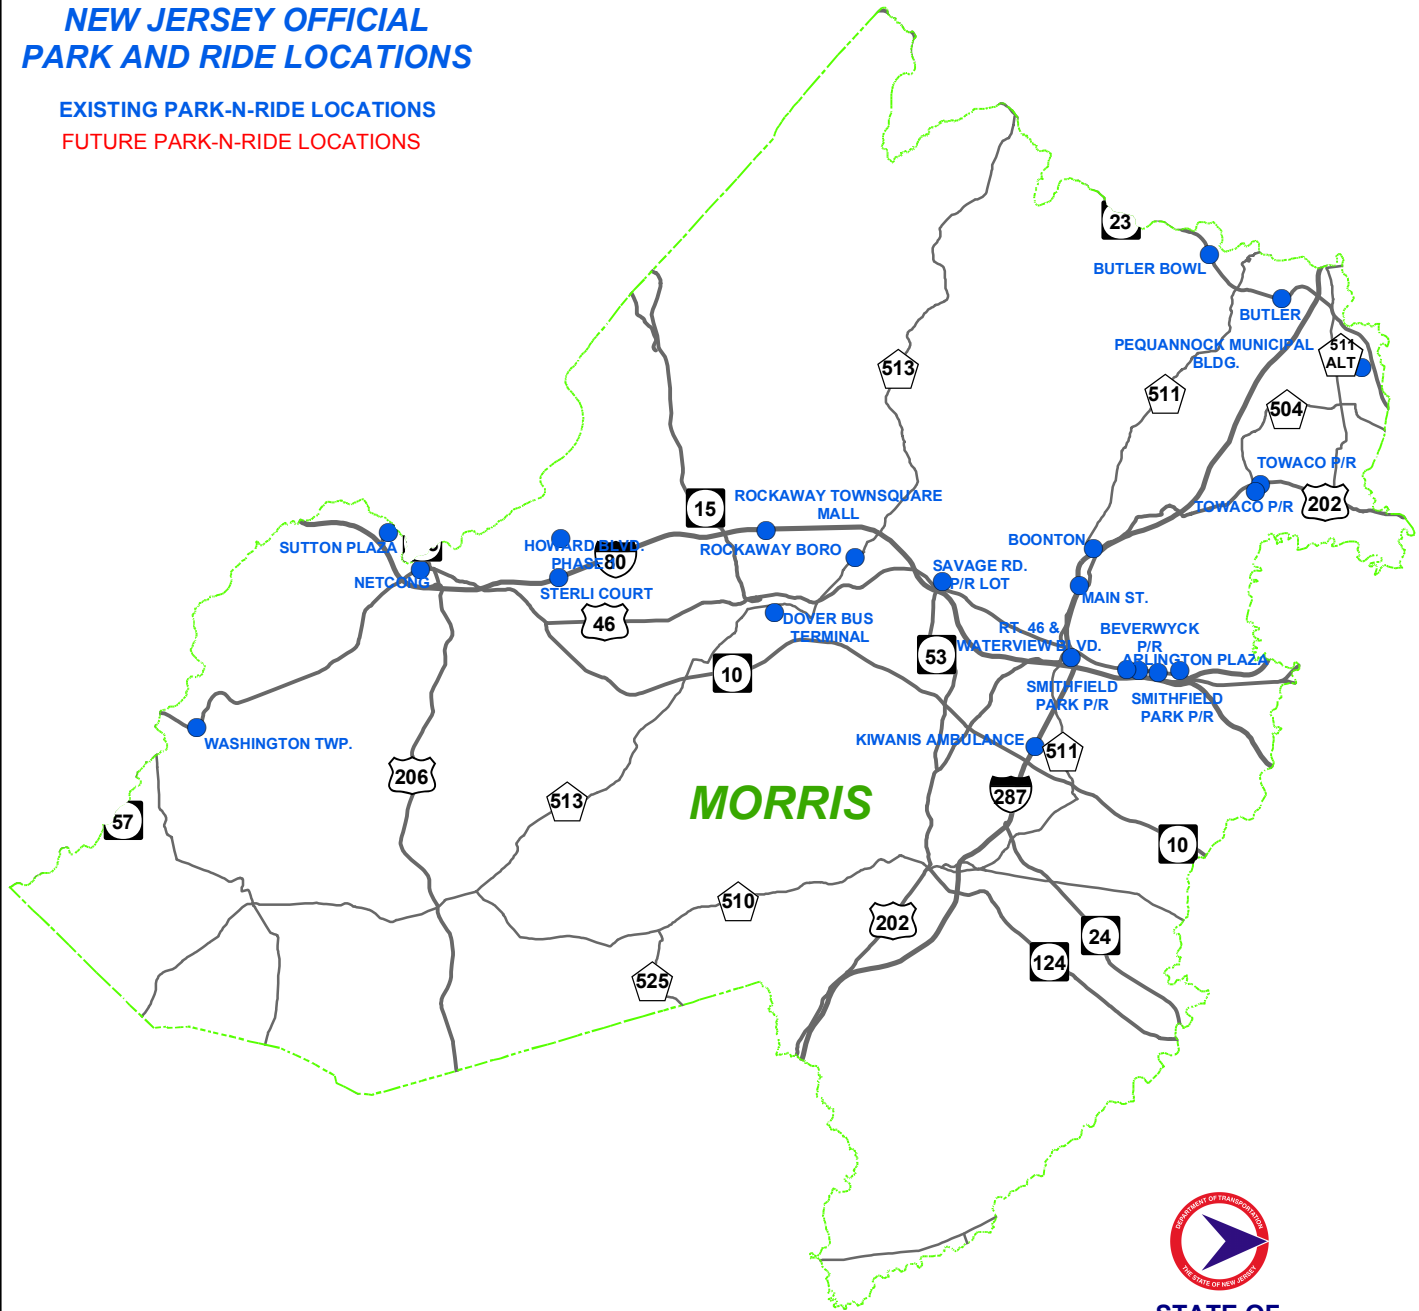 NEW JERSEY OFFICIAL
PARK AND RIDE LOCATIONS
EXISTING PARK-N-RIDE LOCATIONS
FUTURE PARK-N-RIDE LOCATIONS
23
BUTLER BOWL
BUTLER
PEQUANNOCK MUNICIPAL
BLDG.
511
ALT
513
511
504
TOWACO P/R
TOWACO P/R
202
15
ROCKAWAY TOWNSQUARE
MALL
ROCKAWAY BORO
SUTTON PLAZA
NETCONG
HOWARD BLVD.
PHASE
80
STERLI COURT
BOONTON
SAVAGE RD.
P/R LOT
MAIN ST.
46
DOVER BUS
TERMINAL
53
RT. 46 &
WATERVIEW BLVD.
BEVERWYCK
P/R
ARLINGTON PLAZA
10
SMITHFIELD
PARK P/R
SMITHFIELD
PARK P/R
WASHINGTON TWP.
KIWANIS AMBULANCE
511
206
287
513
MORRIS
57
10
510
202
24
124
525
DEPARTMENT OF TRANSPORTATION
THE STATE OF NEW JERSEY
STATE OF